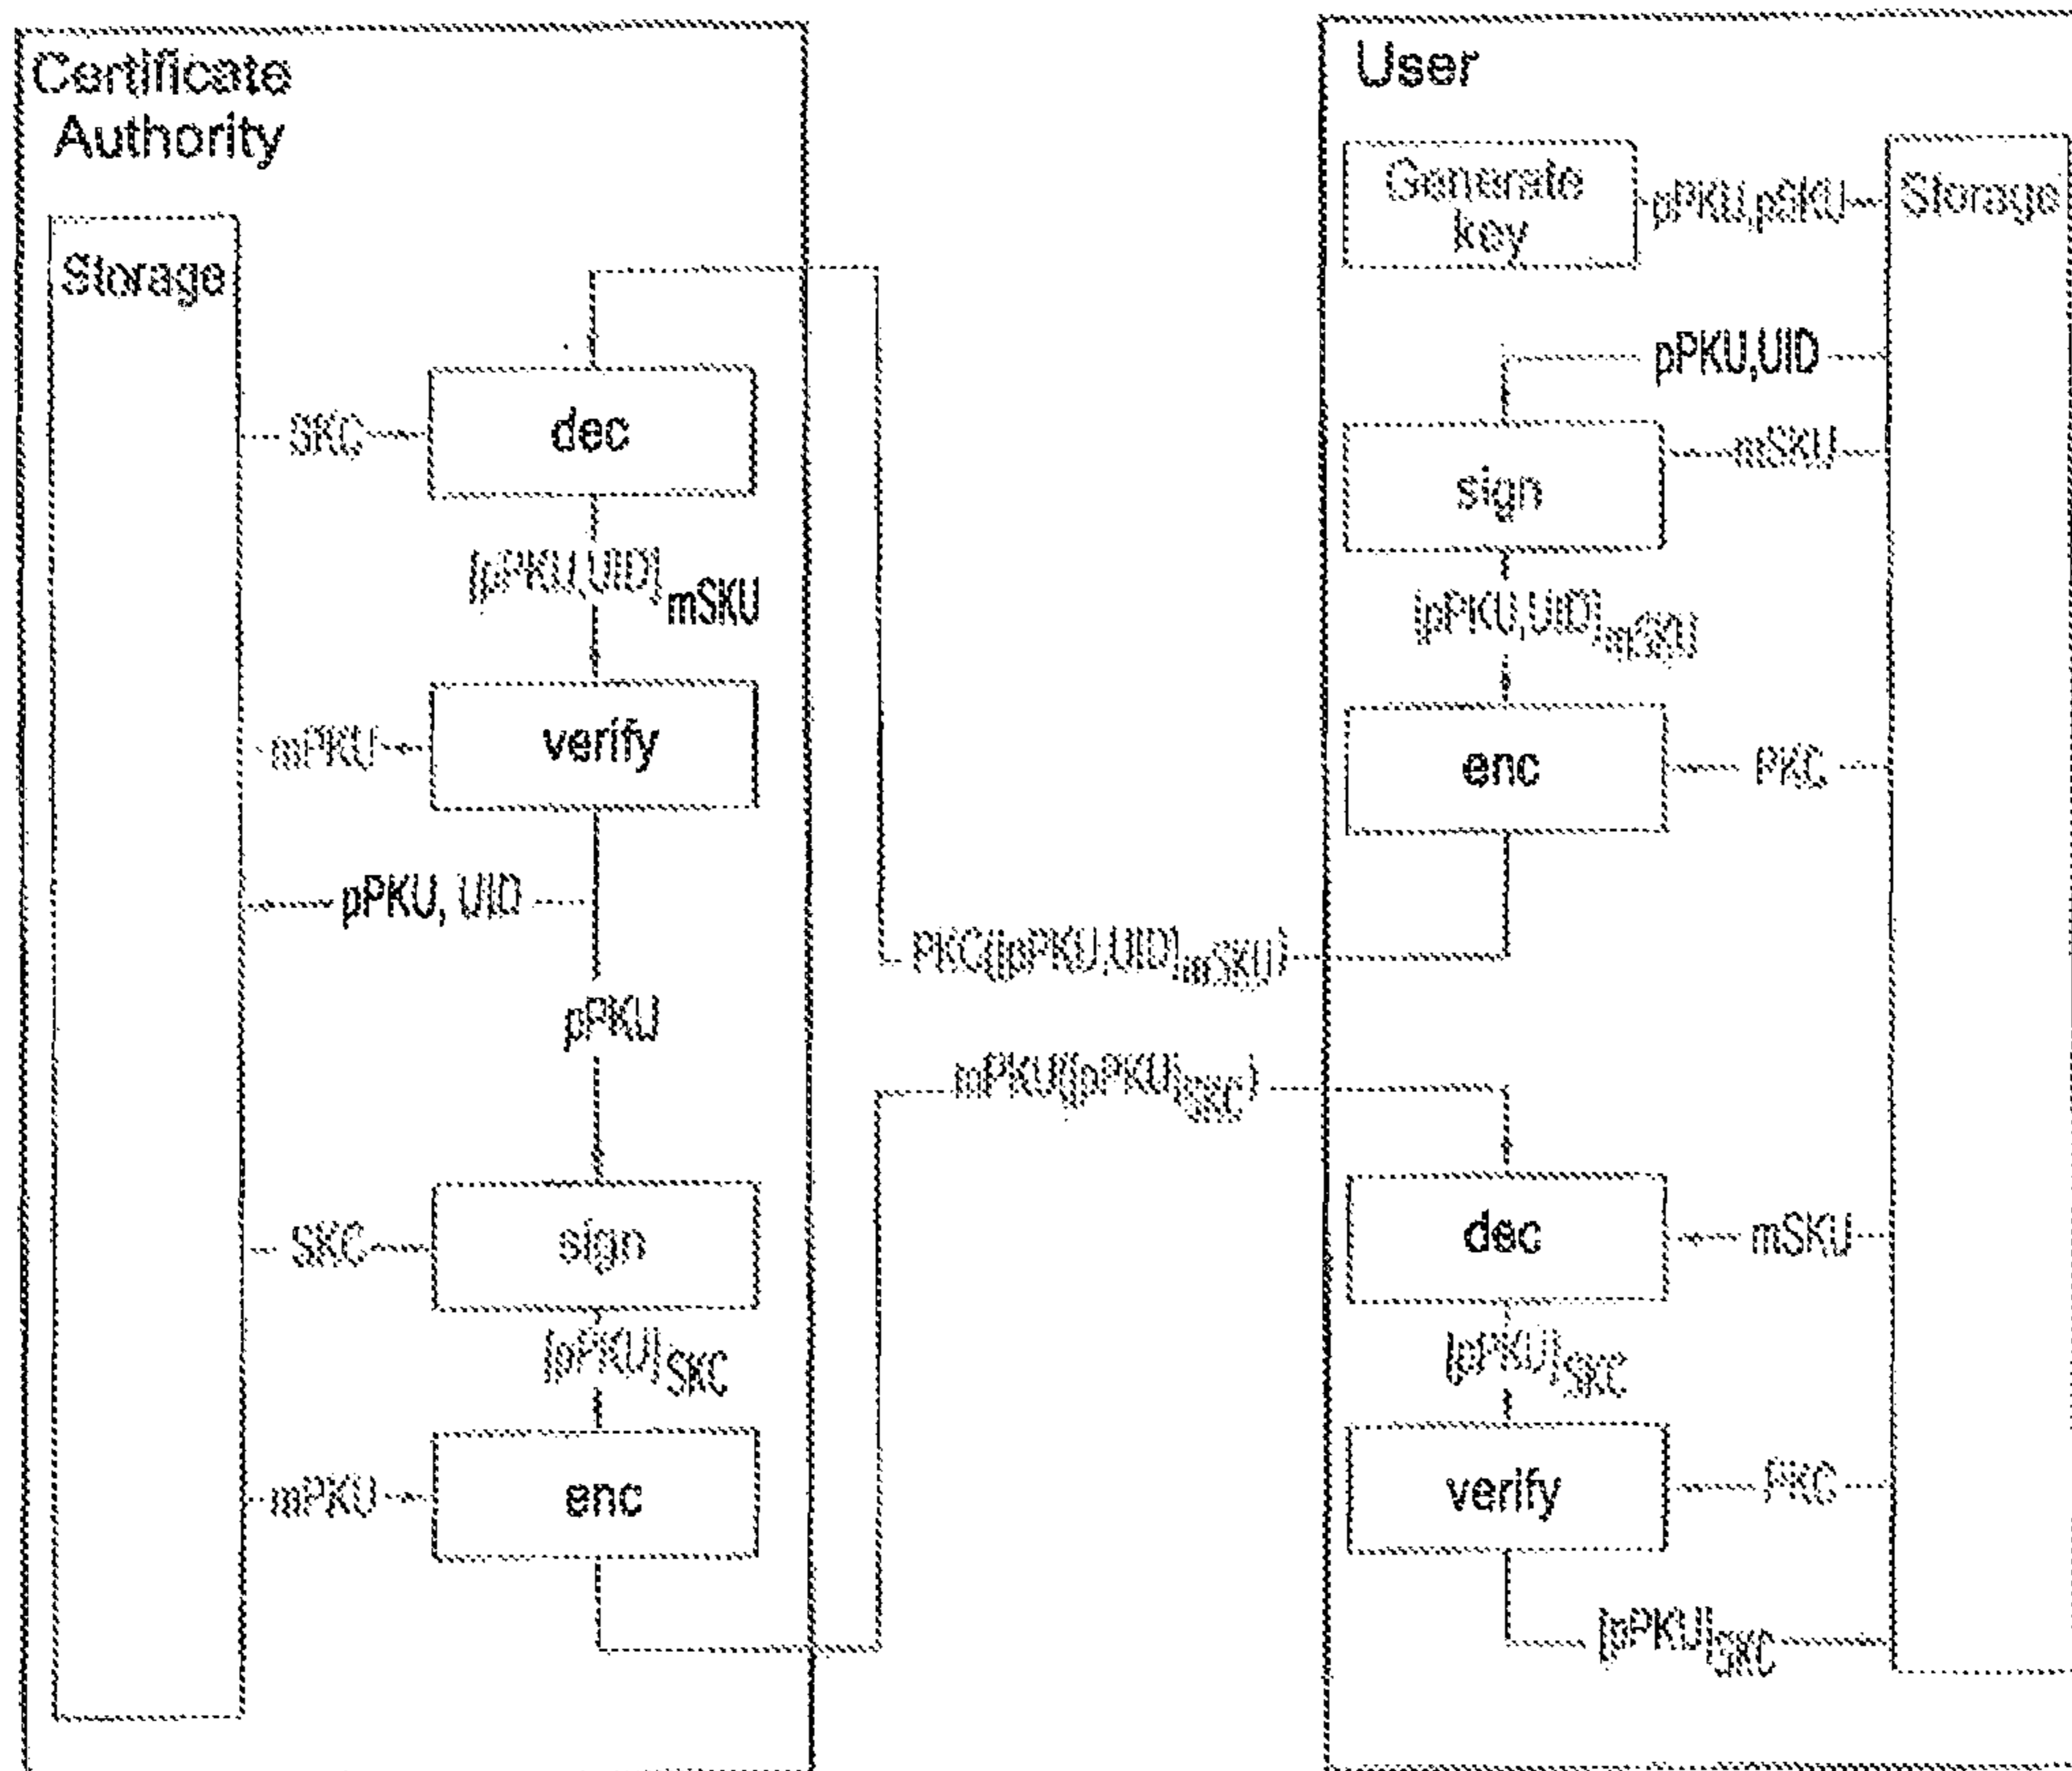 Certificate
Authority
Storage
SKC
dec
[pPKU,UID]mSKU
mPKU
verify
pPKU, UID
pPKU
SKC
sign
[pPKU]SKC
mPKU
enc
PKC([pPKU,UID]mSKU)
mPKU([pPKU]SKC)
User
Generate
key
pPKU,pSKU
Storage
pPKU,UID
sign
mSKU
[pPKU,UID]mSKU
enc
PKC
dec
mSKU
[pPKU]SKC
verify
PKC
[pPKU]SKC